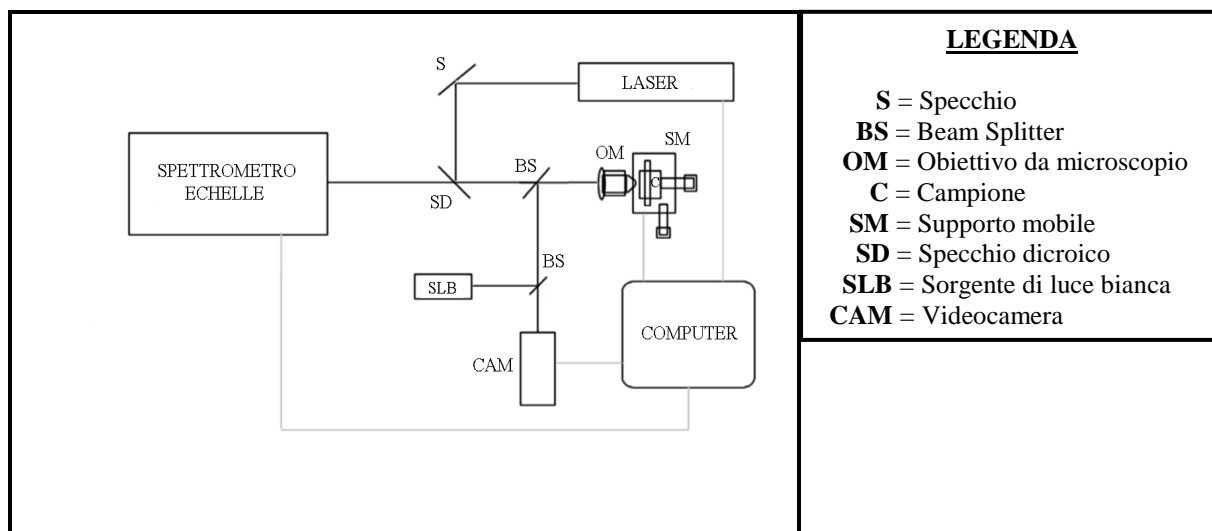 S
LASER
SPETTROMETRO
ECHELLE
SD
BS
OM
SM
C
BS
SLB
CAM
COMPUTER
LEGENDA
S = Specchio
BS = Beam Splitter
OM = Obiettivo da microscopio
C = Campione
SM = Supporto mobile
SD = Specchio dicroico
SLB = Sorgente di luce bianca
CAM = Videocamera